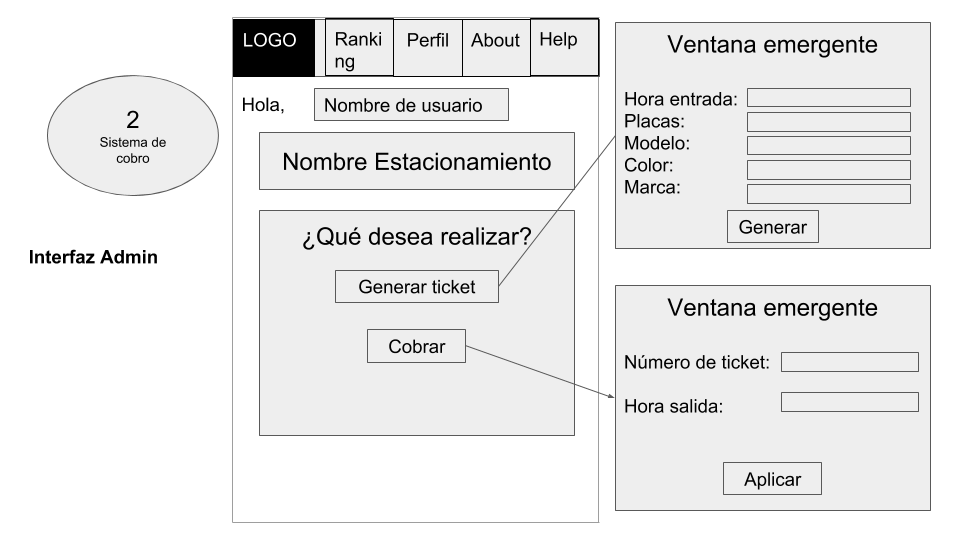 2
Sistema de
cobro
Interfaz Admin
LOGO
Ranki
ng
Perfil
About
Help
Hola,
Nombre de usuario
Nombre Estacionamiento
¿Qué desea realizar?
Generar ticket
Cobrar
Ventana emergente
Hora entrada:
Placas:
Modelo:
Color:
Marca:
Generar
Ventana emergente
Número de ticket:
Hora salida:
Aplicar